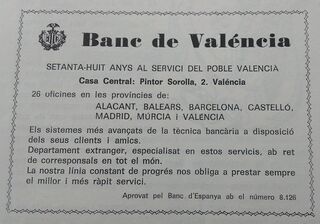 Banc de Valéncia
SETANTA-HUIT ANYS AL SERVICI DEL POBLE VALENCIA
Casa Central: Pintor Sorolla, 2. Valéncia
26 oficines en les províncies de:
ALACANT, BALEARS, BARCELONA, CASTELLÓ,
MADRID, MÚRCIA i VALENCIA
Els sistemes més avançats de la tècnica bancària a disposició
dels seus clients i amics.
Departament extranger, especialisat en estos servicis, ab ret
de corresponsals en tot el món.
La nostra línia constant de progrés nos obliga a prestar sempre
el millor i més ràpit servici.
Aprovat pel Banc d'Espanya ab el número 8.126